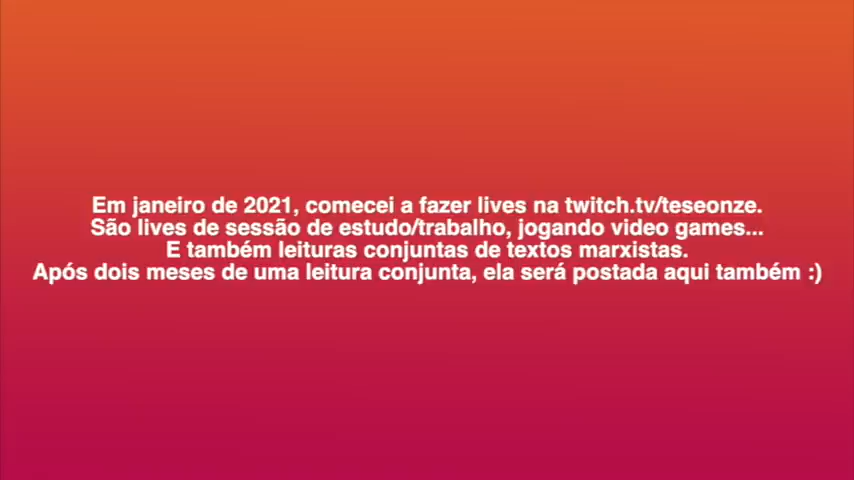 Em janeiro de 2021, comecei a fazer lives na twitch.tv/teseonze.
São lives de sessão de estudo/trabalho, jogando video games...
E também leituras conjuntas de textos marxistas.
Após dois meses de uma leitura conjunta, ela será postada aqui também :)